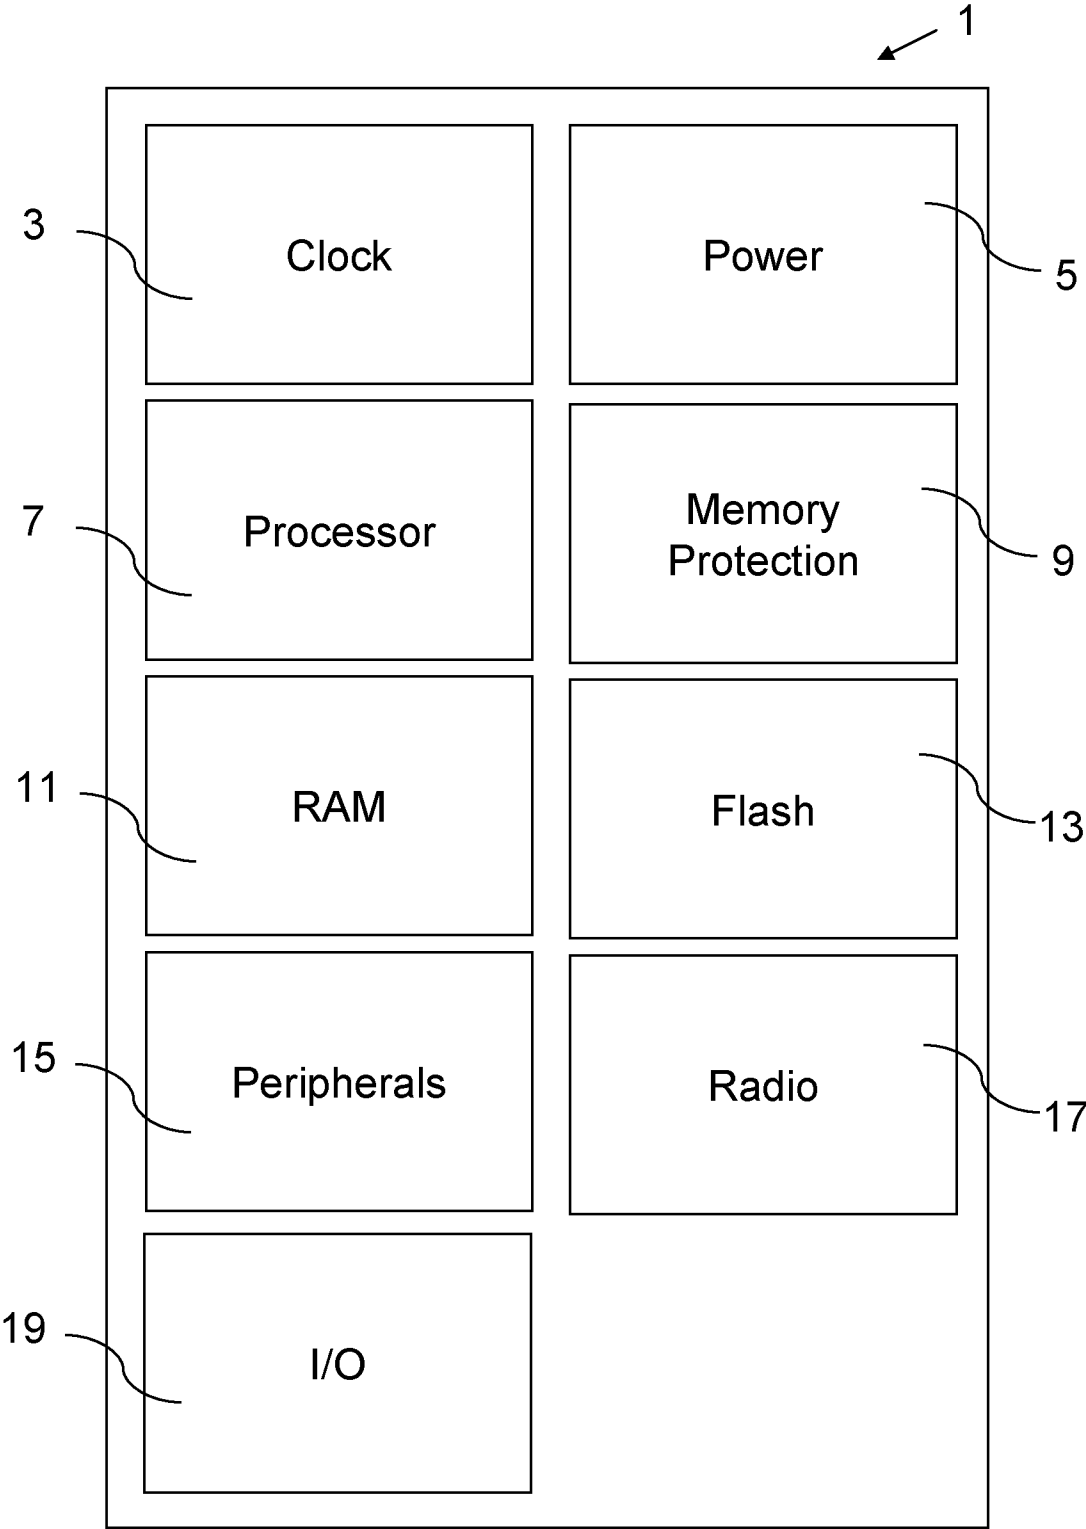 1
3
Clock
Power
5
7
Processor
Memory
Protection
9
11
RAM
Flash
13
15
Peripherals
Radio
17
19
I/O